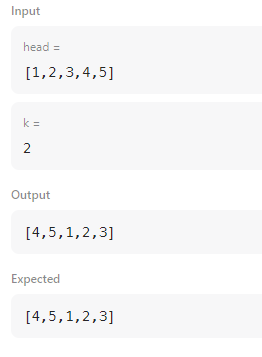 Input
head =
[1,2,3,4,5]
k =
2
Output
[4,5,1,2,3]
Expected
[4,5,1,2,3]